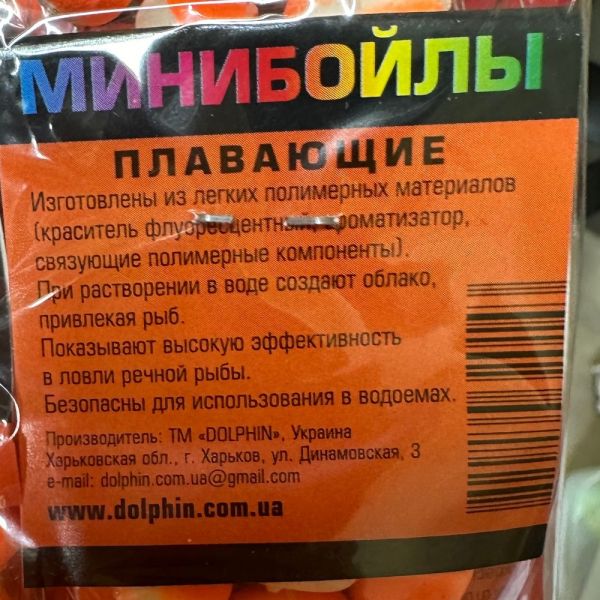 МИНИБОЙЛЫ
ПЛАВАЮЩИЕ
Изготовлены из легких полимерных материалов
(краситель флуоресцентный, ароматизатор,
связующие полимерные компоненты).
При растворении в воде создают облако,
привлекая рыб.
Показывают высокую эффективность
в ловли речной рыбы.
Безопасны для использования в водоемах.
Производитель: ТМ «DOLPHIN», Украина
Харьковская обл., г. Харьков, ул. Динамовская, 3
e-mail: dolphin.com.ua@gmail.com
www.dolphin.com.ua